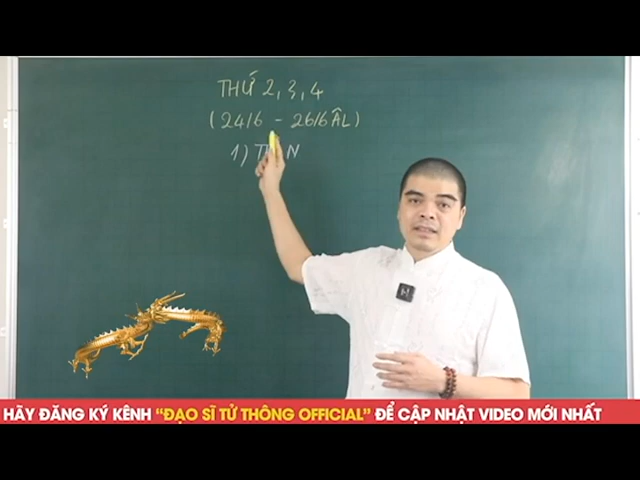 THỨ 2, 3, 4
(24/6 - 26/6 ÂL)
1)
HÃY ĐĂNG KÝ KÊNH “ĐẠO SĨ TỬ THÔNG OFFICIAL” ĐỂ CẬP NHẬT VIDEO MỚI NHẤT